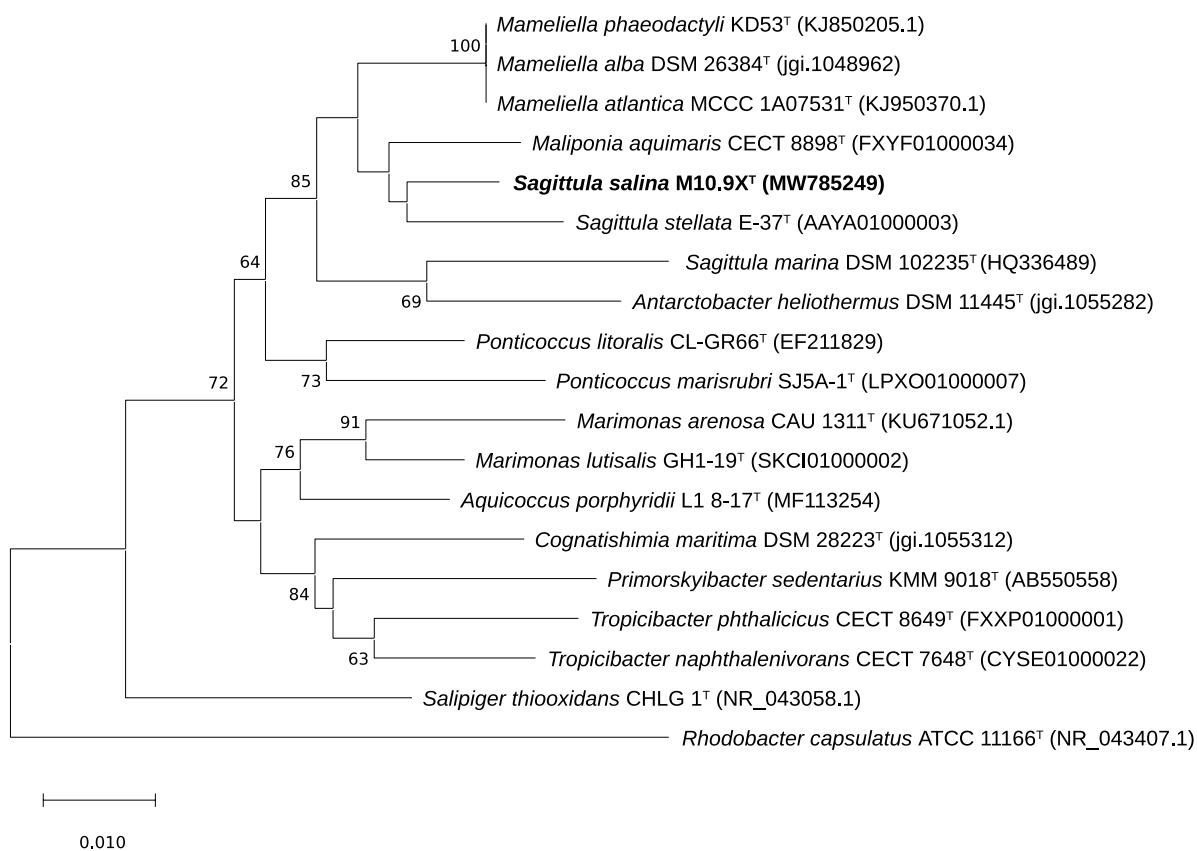 Mameliella phaeodactyli KD53ᵀ (KJ850205.1)
100
Mameliella alba DSM 26384ᵀ (jgi.1048962)
Mameliella atlantica MCCC 1A07531ᵀ (KJ950370.1)
Maliponia aquimaris CECT 8898ᵀ (FXYF01000034)
85
Sagittula salina M10.9Xᵀ (MW785249)
Sagittula stellata E-37ᵀ (AAYA01000003)
64
Sagittula marina DSM 102235ᵀ (HQ336489)
69
Antarctobacter heliothermus DSM 11445ᵀ (jgi.1055282)
Ponticoccus litoralis CL-GR66ᵀ (EF211829)
72
73
Ponticoccus marisrubri SJ5A-1ᵀ (LPXO01000007)
91
Marimonas arenosa CAU 1311ᵀ (KU671052.1)
76
Marimonas lutisalis GH1-19ᵀ (SKCI01000002)
Aquicoccus porphyridii L1 8-17ᵀ (MF113254)
Cognatishimia maritima DSM 28223ᵀ (jgi.1055312)
84
Primorskyibacter sedentarius KMM 9018ᵀ (AB550558)
Tropicibacter phthalicicus CECT 8649ᵀ (FXXP01000001)
63
Tropicibacter naphthalenivorans CECT 7648ᵀ (CYSE01000022)
Salipiger thiooxidans CHLG 1ᵀ (NR_043058.1)
Rhodobacter capsulatus ATCC 11166ᵀ (NR_043407.1)
0.010